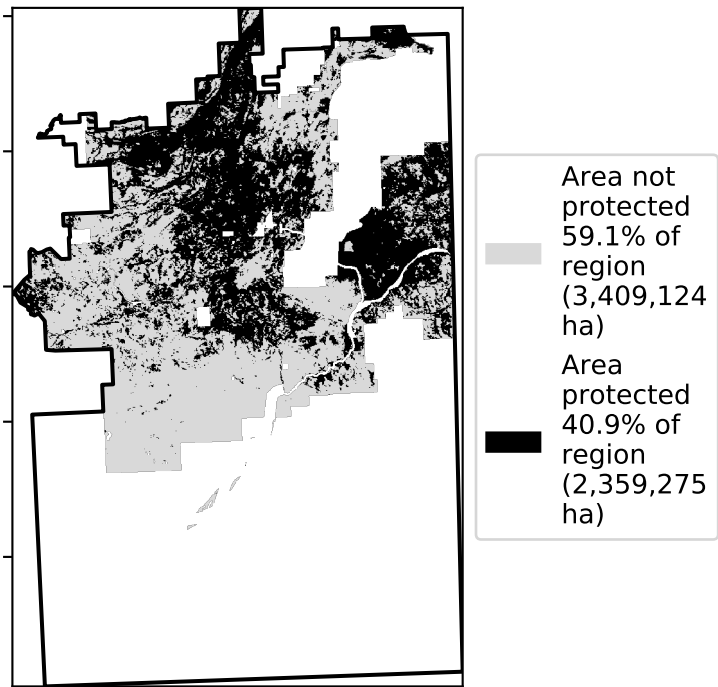 Area not
protected
59.1% of
region
(3,409,124
ha)
Area
protected
40.9% of
region
(2,359,275
ha)